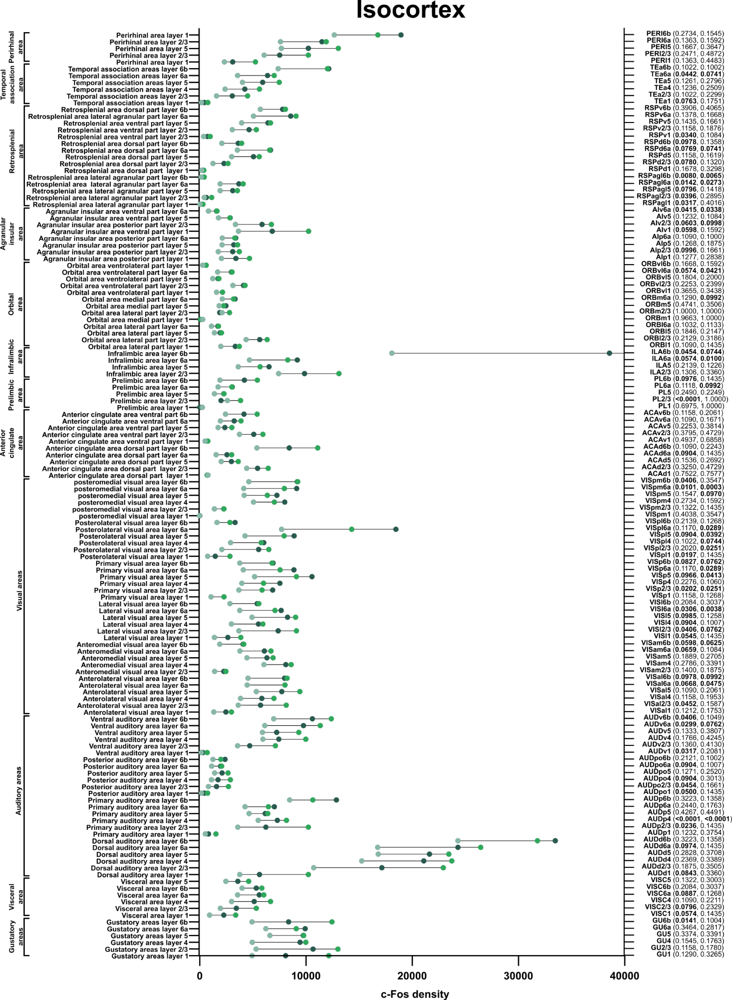 Isocortex
Perirhinal area
Perirhinal area layer 1 PERI6b (0.2734, 0.1545)
Perirhinal area layer 2/3 PERI6a (0.1363, 0.1592)
Perirhinal area layer 5 PERI5 (0.1667, 0.3647)
Perirhinal area layer 2/3 PERI2/3 (0.2471, 0.4872)
Perirhinal area layer 1 PERI1 (0.1363, 0.4483)
Temporal association area
Temporal association areas layer 6b TEa6b (0.1022, 0.1002)
Temporal association areas layer 6a TEa6a (0.0442, 0.0741)
Temporal association areas layer 5 TEa5 (0.1261, 0.2796)
Temporal association areas layer 4 TEa4 (0.1236, 0.2509)
Temporal association areas layer 2/3 TEa2/3 (0.1022, 0.2299)
Temporal association areas layer 1 TEa1 (0.0763, 0.1751)
Retrosplenial area
Retrosplenial area dorsal part layer 6b RSPv6b (0.3906, 0.4065)
Retrosplenial area lateral agranular part layer 6a RSPv6a (0.1378, 0.1668)
Retrosplenial area ventral part layer 5 RSPv5 (0.1435, 0.1661)
Retrosplenial area ventral part layer 2/3 RSPv2/3 (0.1158, 0.1876)
Retrosplenial area ventral part layer 2/3 RSPv1 (0.0340, 0.1084)
Retrosplenial area dorsal part layer 6b RSPd6b (0.0978, 0.1358)
Retrosplenial area dorsal part layer 6a RSPd6a (0.0769, 0.0741)
Retrosplenial area dorsal part layer 5 RSPd5 (0.1158, 0.1619)
Retrosplenial area dorsal part layer 2/3 RSPd2/3 (0.0780, 0.1320)
Retrosplenial area dorsal part layer 1 RSPd1 (0.1678, 0.3298)
Retrosplenial area lateral agranular part layer 6b RSPagl6b (0.0080, 0.0065)
Retrosplenial area lateral agranular part layer 6a RSPagl6a (0.0142, 0.0273)
Retrosplenial area lateral agranular part layer 5 RSPagl5 (0.0796, 0.1418)
Retrosplenial area lateral agranular part layer 2/3 RSPagl2/3 (0.0396, 0.2895)
Retrosplenial area lateral agranular part layer 1 RSPagl1 (0.0317, 0.4016)
Agranular insular area
Agranular insular area ventral part layer 6a AIv6a (0.0415, 0.0338)
Agranular insular area ventral part layer 5 AIv5 (0.1232, 0.1084)
Agranular insular area posterior part layer 2/3 AIv2/3 (0.0603, 0.0998)
Agranular insular area ventral part layer 1 AIv1 (0.0598, 0.1592)
Agranular insular area posterior part layer 6a AIp6a (0.1090, 0.1000)
Agranular insular area posterior part layer 5 AIp5 (0.1268, 0.1875)
Agranular insular area posterior part layer 2/3 AIp2/3 (0.0996, 0.1661)
Agranular insular area posterior part layer 1 AIp1 (0.1277, 0.2838)
Orbital area
Orbital area ventrolateral part layer 1 ORBvl6b (0.1668, 0.1592)
Orbital area ventrolateral part layer 6a ORBvl6a (0.0574, 0.0421)
Orbital area ventrolateral part layer 5 ORBvl5 (0.1804, 0.2000)
Orbital area ventrolateral part layer 2/3 ORBvl2/3 (0.2253, 0.2399)
Orbital area ventrolateral part layer 1 ORBvl1 (0.3655, 0.3438)
Orbital area medial part layer 6a ORBm6a (0.1290, 0.0992)
Orbital area medial part layer 5 ORBm5 (0.4741, 0.3506)
Orbital area lateral part layer 2/3 ORBm2/3 (1.0000, 1.0000)
Orbital area medial part layer 1 ORBm1 (0.9663, 1.0000)
Orbital area lateral part layer 6a ORBl6a (0.1032, 0.1133)
Orbital area lateral part layer 5 ORBl5 (0.1846, 0.2147)
Orbital area lateral part layer 2/3 ORBl2/3 (0.2129, 0.3186)
Orbital area lateral part layer 1 ORBl1 (0.1090, 0.1435)
Infralimbic area
Infralimbic area layer 6b ILA6b (0.0454, 0.0744)
Infralimbic area layer 6a ILA6a (0.0574, 0.0100)
Infralimbic area layer 5 ILA5 (0.2139, 0.1226)
Infralimbic area layer 2/3 ILA2/3 (0.1306, 0.3360)
Prelimbic area
Prelimbic area layer 6b PL6b (0.0976, 0.1435)
Prelimbic area layer 6a PL6a (0.1118, 0.0992)
Prelimbic area layer 5 PL5 (0.2490, 0.2249)
Prelimbic area layer 2/3 PL2/3 (<0.0001, 1.0000)
Prelimbic area layer 1 PL1 (0.6975, 1.0000)
Anterior cingulate area
Anterior cingulate area ventral part 6b ACAv6b (0.1158, 0.2061)
Anterior cingulate area ventral part 6a ACAv6a (0.1090, 0.1671)
Anterior cingulate area ventral part layer 5 ACAv5 (0.2253, 0.3814)
Anterior cingulate area ventral part layer 2/3 ACAv2/3 (0.3795, 0.4729)
Anterior cingulate area ventral part layer 1 ACAv1 (0.4937, 0.6858)
Anterior cingulate area dorsal part layer 6b ACAd6b (0.1090, 0.2243)
Anterior cingulate area dorsal part layer 6a ACAd6a (0.0904, 0.1435)
Anterior cingulate area dorsal part layer 5 ACAd5 (0.1536, 0.2692)
Anterior cingulate area dorsal part layer 2/3 ACAd2/3 (0.3250, 0.4729)
Anterior cingulate area dorsal part layer 1 ACAd1 (0.7522, 0.7577)
Visual areas
posteromedial visual area layer 6b VISpm6b (0.0406, 0.3547)
posteromedial visual area layer 6a VISpm6a (0.0101, 0.0003)
posteromedial visual area layer 5 VISpm5 (0.1547, 0.0970)
posteromedial visual area layer 4 VISpm4 (0.2734, 0.1592)
posteromedial visual area layer 2/3 VISpm2/3 (0.1322, 0.1435)
posteromedial visual area layer 1 VISpm1 (0.4038, 0.3547)
Posterolateral visual area layer 6b VISpl6b (0.2139, 0.1268)
Posterolateral visual area layer 6a VISpl6a (0.1170, 0.0289)
Posterolateral visual area layer 5 VISpl5 (0.0904, 0.0392)
Posterolateral visual area layer 4 VISpl4 (0.1022, 0.0744)
Posterolateral visual area layer 2/3 VISpl2/3 (0.2020, 0.0251)
Posterolateral visual area layer 1 VISpl1 (0.0197, 0.1435)
Primary visual area layer 6b VISp6b (0.0827, 0.0762)
Primary visual area layer 6a VISp6a (0.1170, 0.0289)
Primary visual area layer 5 VISp5 (0.0966, 0.0413)
Primary visual area layer 4 VISp4 (0.2276, 0.1060)
Primary visual area layer 2/3 VISp2/3 (0.0202, 0.0251)
Primary visual area layer 1 VISp1 (0.1158, 0.1268)
Lateral visual area layer 6b VISl6b (0.2084, 0.3037)
Lateral visual area layer 6a VISl6a (0.0306, 0.0038)
Lateral visual area layer 5 VISl5 (0.0985, 0.1258)
Lateral visual area layer 4 VISl4 (0.0904, 0.1007)
Lateral visual area layer 2/3 VISl2/3 (0.0406, 0.0762)
Lateral visual area layer 1 VISl1 (0.0545, 0.1435)
Anteromedial visual area layer 6b VISam6b (0.0598, 0.0625)
Anteromedial visual area layer 6a VISam6a (0.0659, 0.1084)
Anteromedial visual area layer 5 VISam5 (0.1889, 0.2705)
Anteromedial visual area layer 4 VISam4 (0.2786, 0.3391)
Anteromedial visual area layer 2/3 VISam2/3 (0.1400, 0.1875)
Anterolateral visual area layer 6b VISal6b (0.0978, 0.0992)
Anterolateral visual area layer 6a VISal6a (0.0668, 0.0475)
Anterolateral visual area layer 5 VISal5 (0.1090, 0.2061)
Anterolateral visual area layer 4 VISal4 (0.1158, 0.1953)
Anterolateral visual area layer 2/3 VISal2/3 (0.0452, 0.1587)
Anterolateral visual area layer 1 VISal1 (0.1212, 0.1753)
Auditory areas
Ventral auditory area layer 6b AUDv6b (0.0406, 0.1049)
Ventral auditory area layer 6a AUDv6a (0.0299, 0.0762)
Ventral auditory area layer 5 AUDv5 (0.1333, 0.3807)
Ventral auditory area layer 4 AUDv4 (0.1766, 0.4245)
Ventral auditory area layer 2/3 AUDv2/3 (0.1360, 0.4130)
Ventral auditory area layer 1 AUDv1 (0.0317, 0.2081)
Posterior auditory area layer 6b AUDpo6b (0.2121, 0.1002)
Posterior auditory area layer 6a AUDpo6a (0.0904, 0.1007)
Posterior auditory area layer 5 AUDpo5 (0.1271, 0.2520)
Posterior auditory area layer 4 AUDpo4 (0.0904, 0.3013)
Posterior auditory area layer 2/3 AUDpo2/3 (0.0454, 0.1661)
Posterior auditory area layer 1 AUDpo1 (0.0500, 0.1435)
Primary auditory area layer 6b AUDp6b (0.3223, 0.1358)
Primary auditory area layer 6a AUDp6a (0.2440, 0.1763)
Primary auditory area layer 5 AUDp5 (0.4267, 0.4491)
Primary auditory area layer 4 AUDp4 (<0.0001, <0.0001)
Primary auditory area layer 2/3 AUDp2/3 (0.0236, 0.1435)
Primary auditory area layer 1 AUDp1 (0.1232, 0.3754)
Dorsal auditory area layer 6b AUDd6b (0.3223, 0.1358)
Dorsal auditory area layer 6a AUDd6a (0.0974, 0.1435)
Dorsal auditory area layer 5 AUDd5 (0.2828, 0.3708)
Dorsal auditory area layer 4 AUDd4 (0.2369, 0.3389)
Dorsal auditory area layer 2/3 AUDd2/3 (0.1875, 0.3505)
Dorsal auditory area layer 1 AUDd1 (0.0843, 0.3360)
Visceral area
Visceral area layer 5 VISC5 (0.1322, 0.3003)
Visceral area layer 6b VISC6b (0.2084, 0.3037)
Visceral area layer 6a VISC6a (0.0887, 0.1268)
Visceral area layer 4 VISC4 (0.1090, 0.2211)
Visceral area layer 2/3 VISC2/3 (0.0796, 0.2329)
Visceral area layer 1 VISC1 (0.0574, 0.1435)
Gustatory areas
Gustatory areas layer 6b GU6b (0.0141, 0.1004)
Gustatory areas layer 6a GU6a (0.3464, 0.2817)
Gustatory areas layer 5 GU5 (0.3374, 0.3391)
Gustatory areas layer 4 GU4 (0.1545, 0.1763)
Gustatory areas layer 2/3 GU2/3 (0.1158, 0.1780)
Gustatory areas layer 1 GU1 (0.1290, 0.3265)
0 10000 20000 30000 40000
c-Fos density